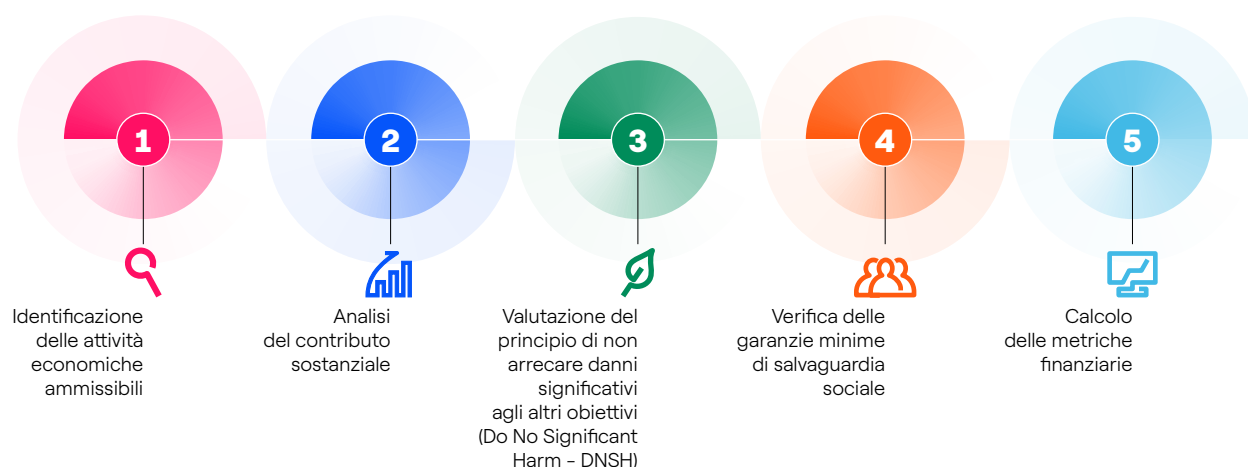 1
Identificazione
delle attività
economiche
ammissibili
2
Analisi
del contributo
sostanziale
3
Valutazione del
principio di non
arrecare danni
significativi
agli altri obiettivi
(Do No Significant
Harm – DNSH)
4
Verifica delle
garanzie minime
di salvaguardia
sociale
5
Calcolo
delle metriche
finanziarie